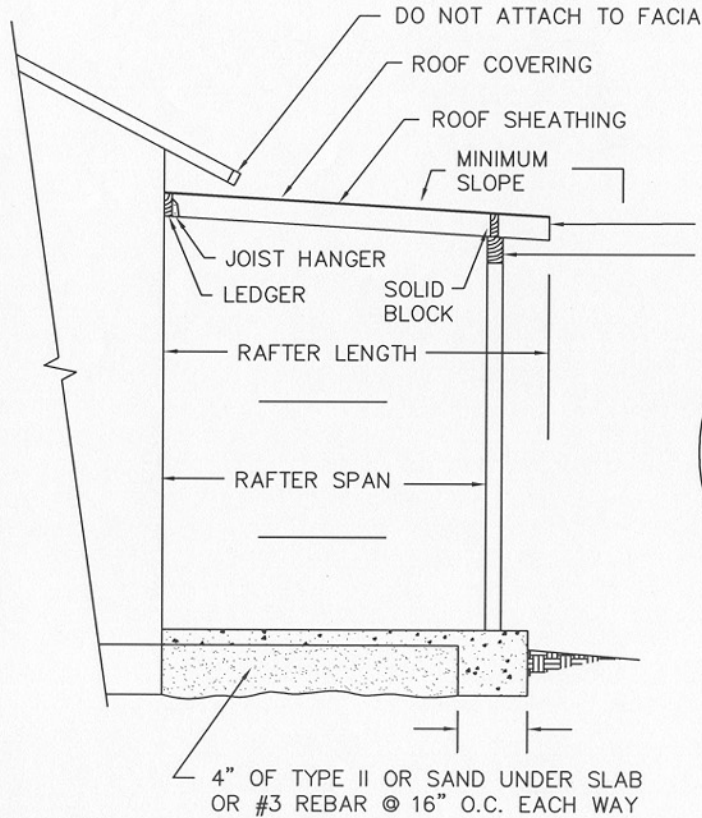 DO NOT ATTACH TO FACIA
ROOF COVERING
ROOF SHEATHING
MINIMUM
SLOPE
JOIST HANGER
LEDGER
SOLID
BLOCK
RAFTER LENGTH
RAFTER SPAN
4" OF TYPE II OR SAND UNDER SLAB
OR #3 REBAR @ 16" O.C. EACH WAY